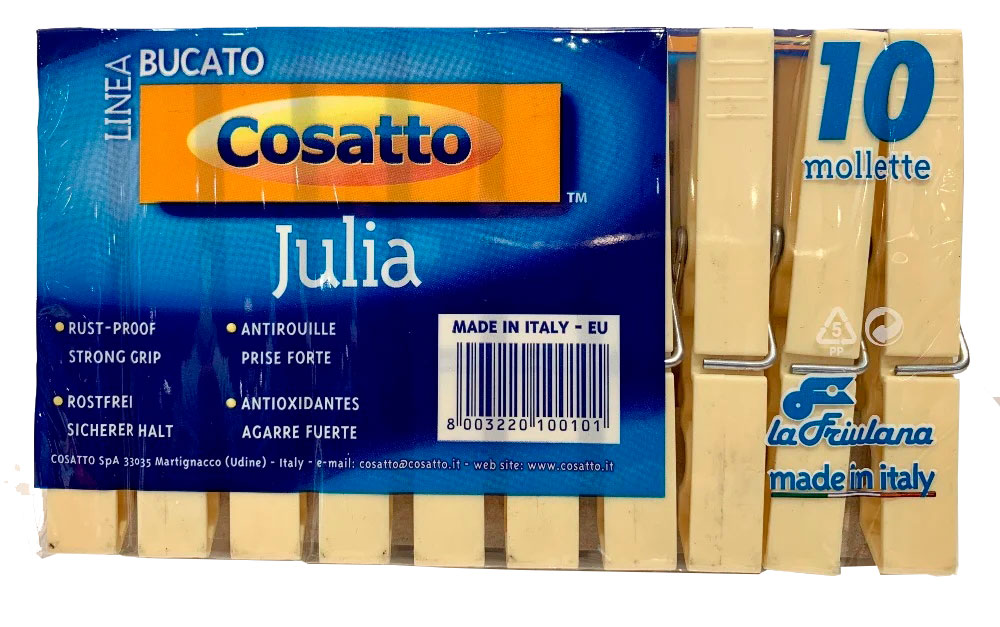 LINEA
BUCATO
Cosatto
TM
Julia
RUST-PROOF
STRONG GRIP
ROSTFREI
SICHERER HALT
ANTIROUILLE
PRISE FORTE
ANTIOXIDANTES
AGARRE FUERTE
MADE IN ITALY - EU
8 003220 100101
COSATTO SpA 33035 Martignacco (Udine) - Italy - e-mail: cosatto@cosatto.it - web site: www.cosatto.it
10
mollette
5
PP
la Friulana
made in italy